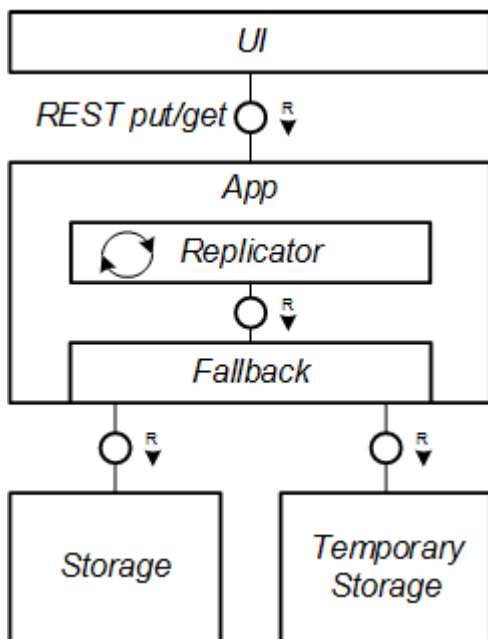 UI
REST put/get
R
App
Replicator
R
Fallback
R
R
Storage
Temporary
Storage